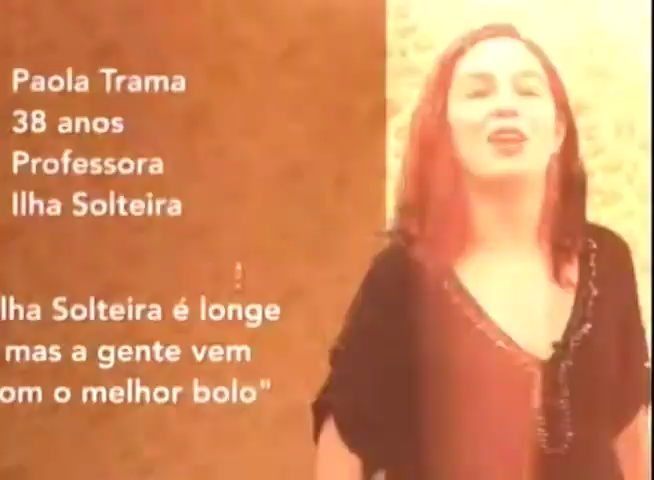 Paola Trama
38 anos
Professora
Ilha Solteira
lha Solteira é longe
mas a gente vem
om o melhor bolo"